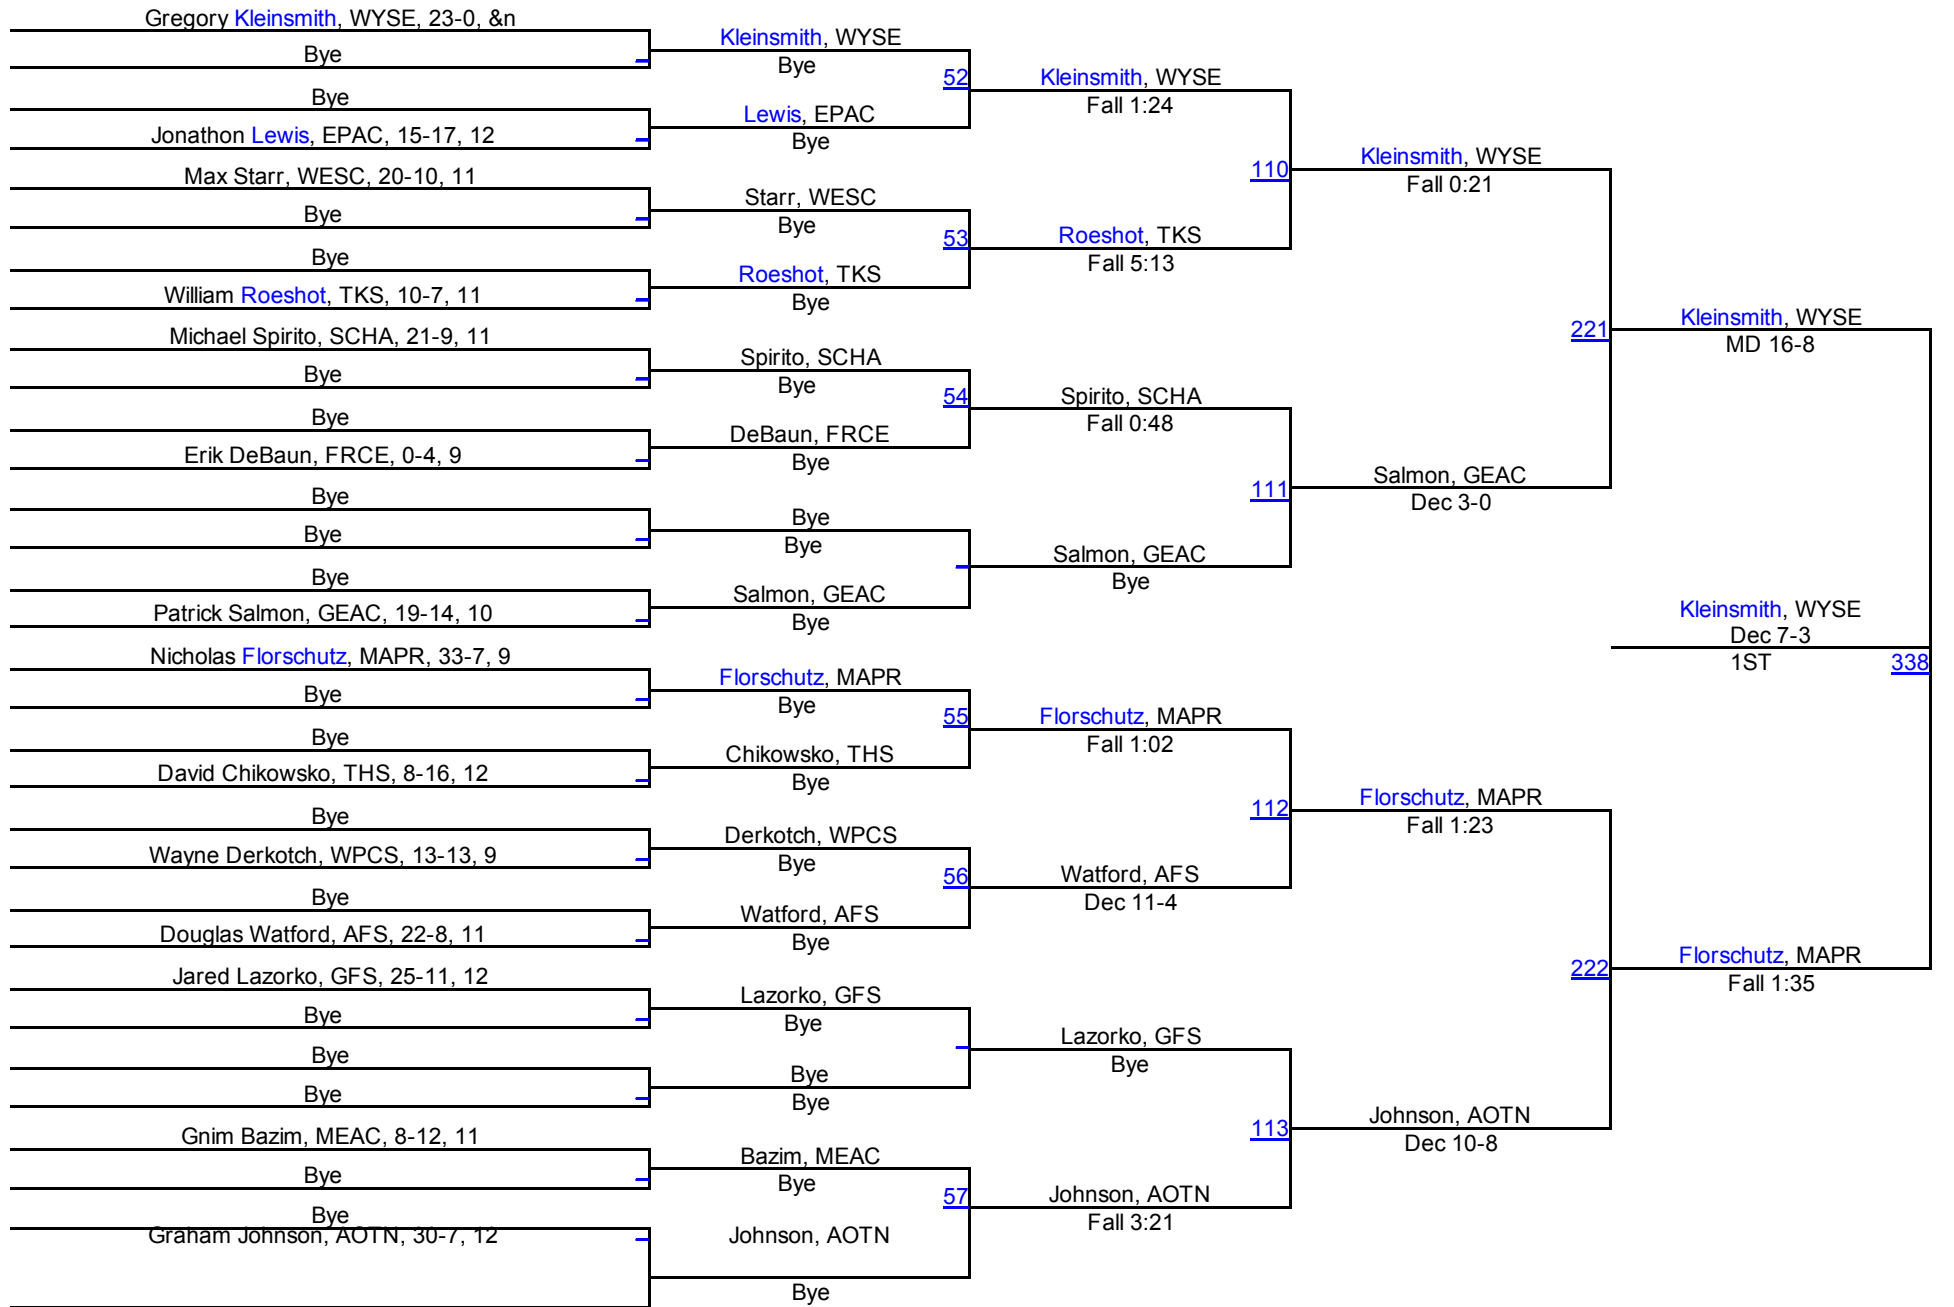 Gregory Kleinsmith, WYSE, 23-0, &n
Bye
Bye
Jonathon Lewis, EPAC, 15-17, 12
Max Starr, WESC, 20-10, 11
Bye
Bye
William Roeshot, TKS, 10-7, 11
Michael Spirito, SCHA, 21-9, 11
Bye
Bye
Erik DeBaun, FRCE, 0-4, 9
Bye
Bye
Bye
Patrick Salmon, GEAC, 19-14, 10
Nicholas Florschutz, MAPR, 33-7, 9
Bye
Bye
David Chikowsko, THS, 8-16, 12
Bye
Wayne Derkotch, WPCS, 13-13, 9
Bye
Douglas Watford, AFS, 22-8, 11
Jared Lazorko, GFS, 25-11, 12
Bye
Bye
Bye
Gnim Bazim, MEAC, 8-12, 11
Bye
Bye
Graham Johnson, AOTN, 30-7, 12
Kleinsmith, WYSE
Bye
52
Lewis, EPAC
Bye
Starr, WESC
Bye
53
Roeshot, TKS
Bye
Spirito, SCHA
Bye
54
DeBaun, FRCE
Bye
Bye
Bye
Salmon, GEAC
Bye
Florschutz, MAPR
Bye
55
Chikowsko, THS
Bye
Derkotch, WPCS
Bye
56
Watford, AFS
Bye
Lazorko, GFS
Bye
Bye
Bye
Bazim, MEAC
Bye
57
Johnson, AOTN
Bye
Kleinsmith, WYSE
Fall 1:24
110
Roeshot, TKS
Fall 5:13
Spirito, SCHA
Fall 0:48
111
Salmon, GEAC
Bye
Florschutz, MAPR
Fall 1:02
112
Watford, AFS
Dec 11-4
Lazorko, GFS
Bye
113
Johnson, AOTN
Fall 3:21
Kleinsmith, WYSE
Fall 0:21
221
Salmon, GEAC
Dec 3-0
Florschutz, MAPR
Fall 1:23
222
Johnson, AOTN
Dec 10-8
Kleinsmith, WYSE
MD 16-8
Kleinsmith, WYSE
Dec 7-3
1ST
338
Florschutz, MAPR
Fall 1:35